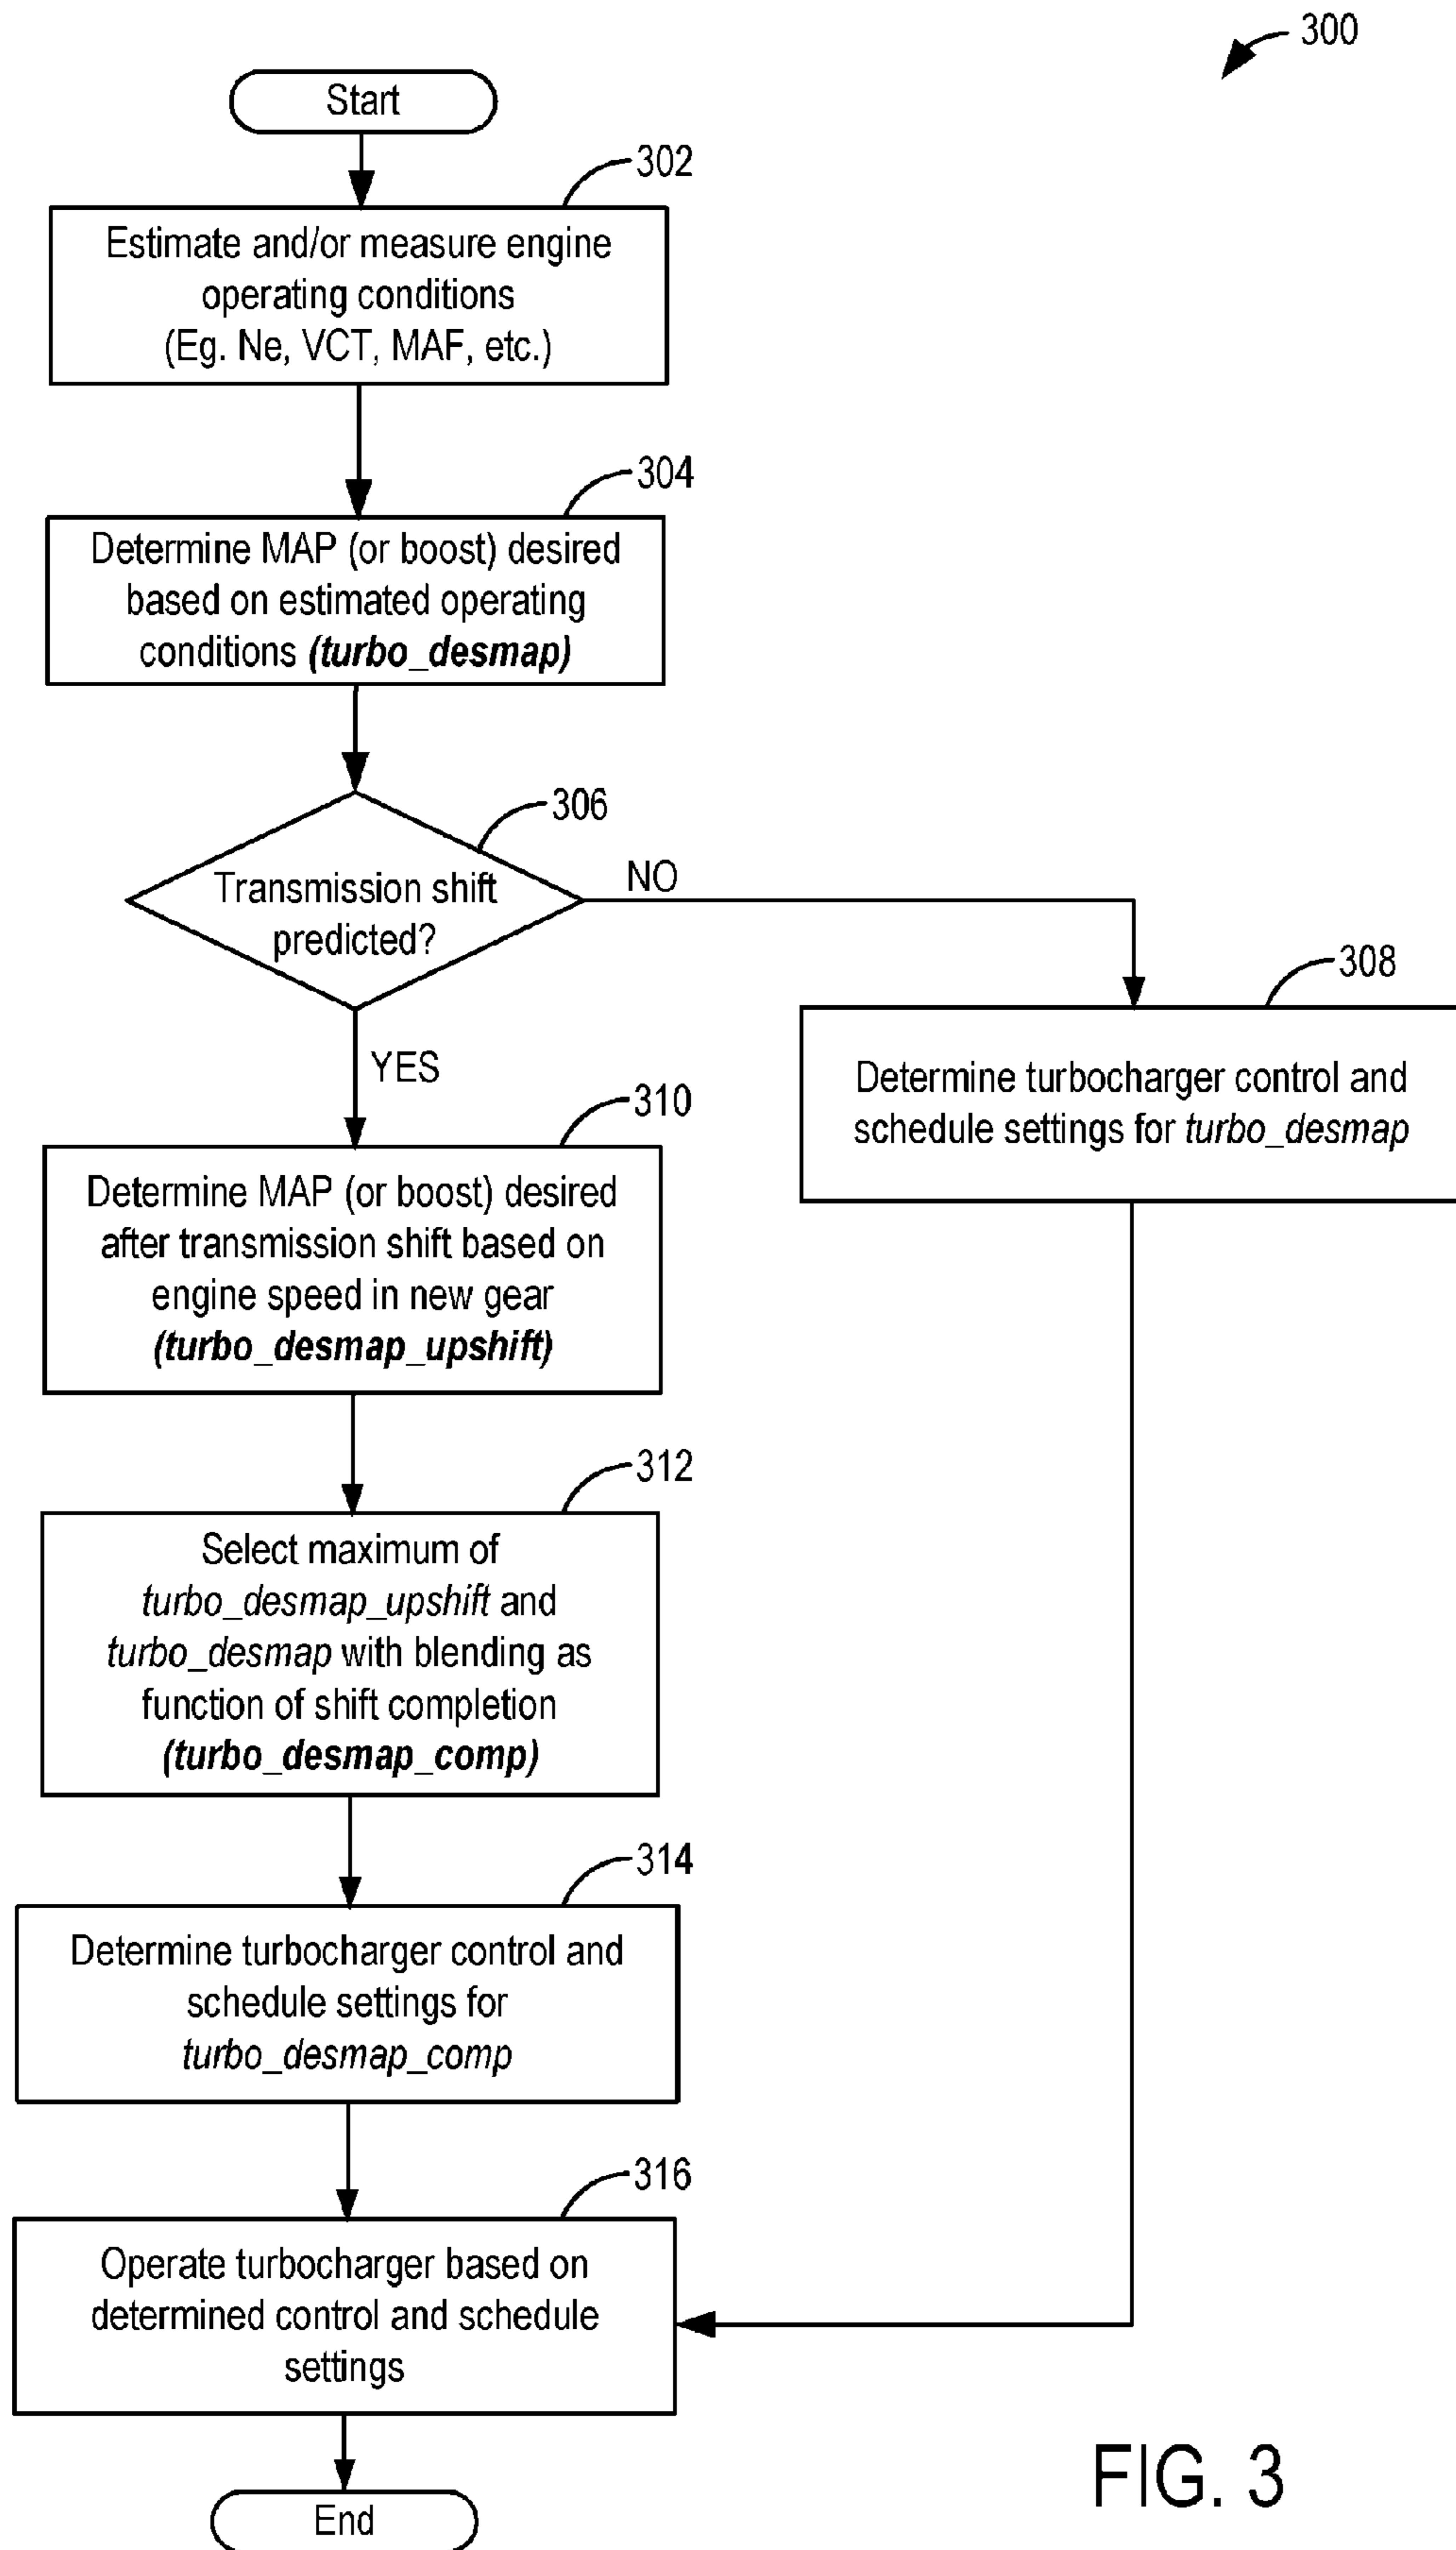 300
Start
302
Estimate and/or measure engine
operating conditions
(Eg. Ne, VCT, MAF, etc.)
304
Determine MAP (or boost) desired
based on estimated operating
conditions (turbo_desmap)
306
Transmission shift
predicted?
NO
YES
308
Determine turbocharger control and
schedule settings for turbo_desmap
310
Determine MAP (or boost) desired
after transmission shift based on
engine speed in new gear
(turbo_desmap_upshift)
312
Select maximum of
turbo_desmap_upshift and
turbo_desmap with blending as
function of shift completion
(turbo_desmap_comp)
314
Determine turbocharger control and
schedule settings for
turbo_desmap_comp
316
Operate turbocharger based on
determined control and schedule
settings
End
FIG. 3